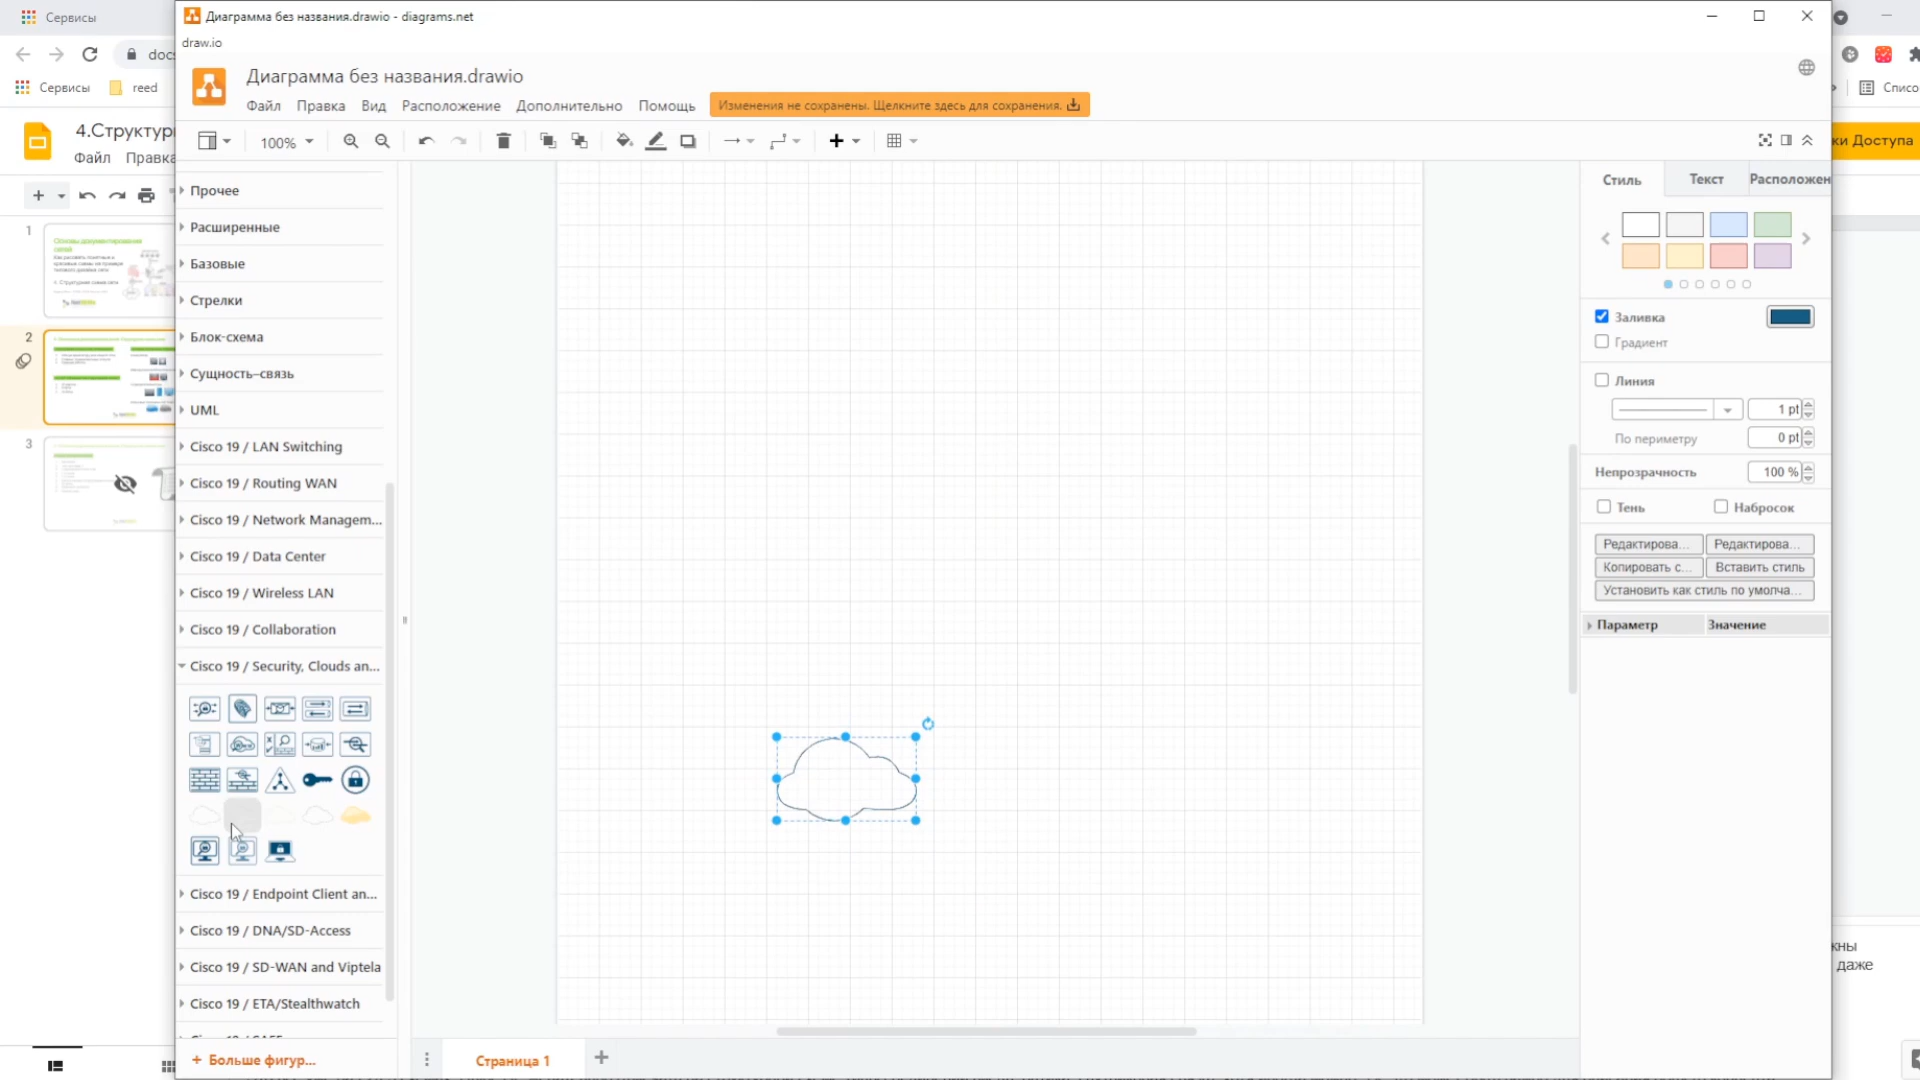 Сервисы
Диаграмма без названия.drawio - diagrams.net
draw.io
docs
Сервисы
reed
Списо
Диаграмма без названия.drawio
Файл Правка Вид Расположение Дополнительно Помощь
Изменения не сохранены. Щелкните здесь для сохранения.
4.Структурн
Файл Правка
ки Доступа
100%
Прочее
Расширенные
Базовые
Стрелки
Блок-схема
Сущность–связь
UML
Cisco 19 / LAN Switching
Cisco 19 / Routing WAN
Cisco 19 / Network Managem...
Cisco 19 / Data Center
Cisco 19 / Wireless LAN
Cisco 19 / Collaboration
Cisco 19 / Security, Clouds an...
Cisco 19 / Endpoint Client an...
Cisco 19 / DNA/SD-Access
Cisco 19 / SD-WAN and Viptela
Cisco 19 / ETA/Stealthwatch
+ Больше фигур...
1
2
3
Страница 1
Стиль Текст Расположен
Заливка
Градиент
Линия
1 pt
По периметру
0 pt
Непрозрачность
100 %
Тень
Набросок
Редактирова...
Редактирова...
Копировать с...
Вставить стиль
Установить как стиль по умолча...
Параметр
Значение
жны
даже